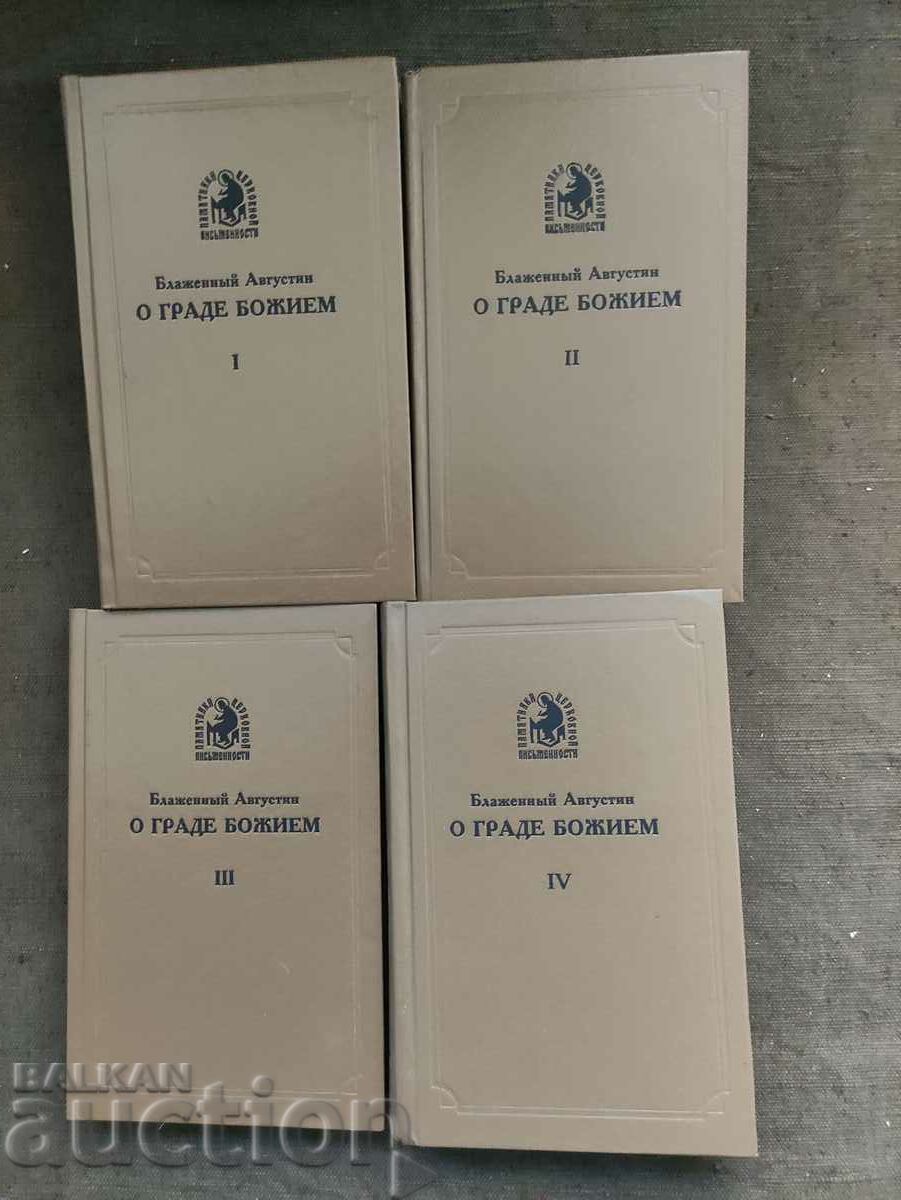 ПАМЯТНИКИ ЦЕРКОВНОЙ
ПИСЬМЕННОСТИ
Блаженный Августин
О ГРАДЕ БОЖИЕМ
I
ПАМЯТНИКИ ЦЕРКОВНОЙ
ПИСЬМЕННОСТИ
Блаженный Августин
О ГРАДЕ БОЖИЕМ
II
ПАМЯТНИКИ ЦЕРКОВНОЙ
ПИСЬМЕННОСТИ
Блаженный Августин
О ГРАДЕ БОЖИЕМ
III
ПАМЯТНИКИ ЦЕРКОВНОЙ
ПИСЬМЕННОСТИ
Блаженный Августин
О ГРАДЕ БОЖИЕМ
IV
BALKAN
auction